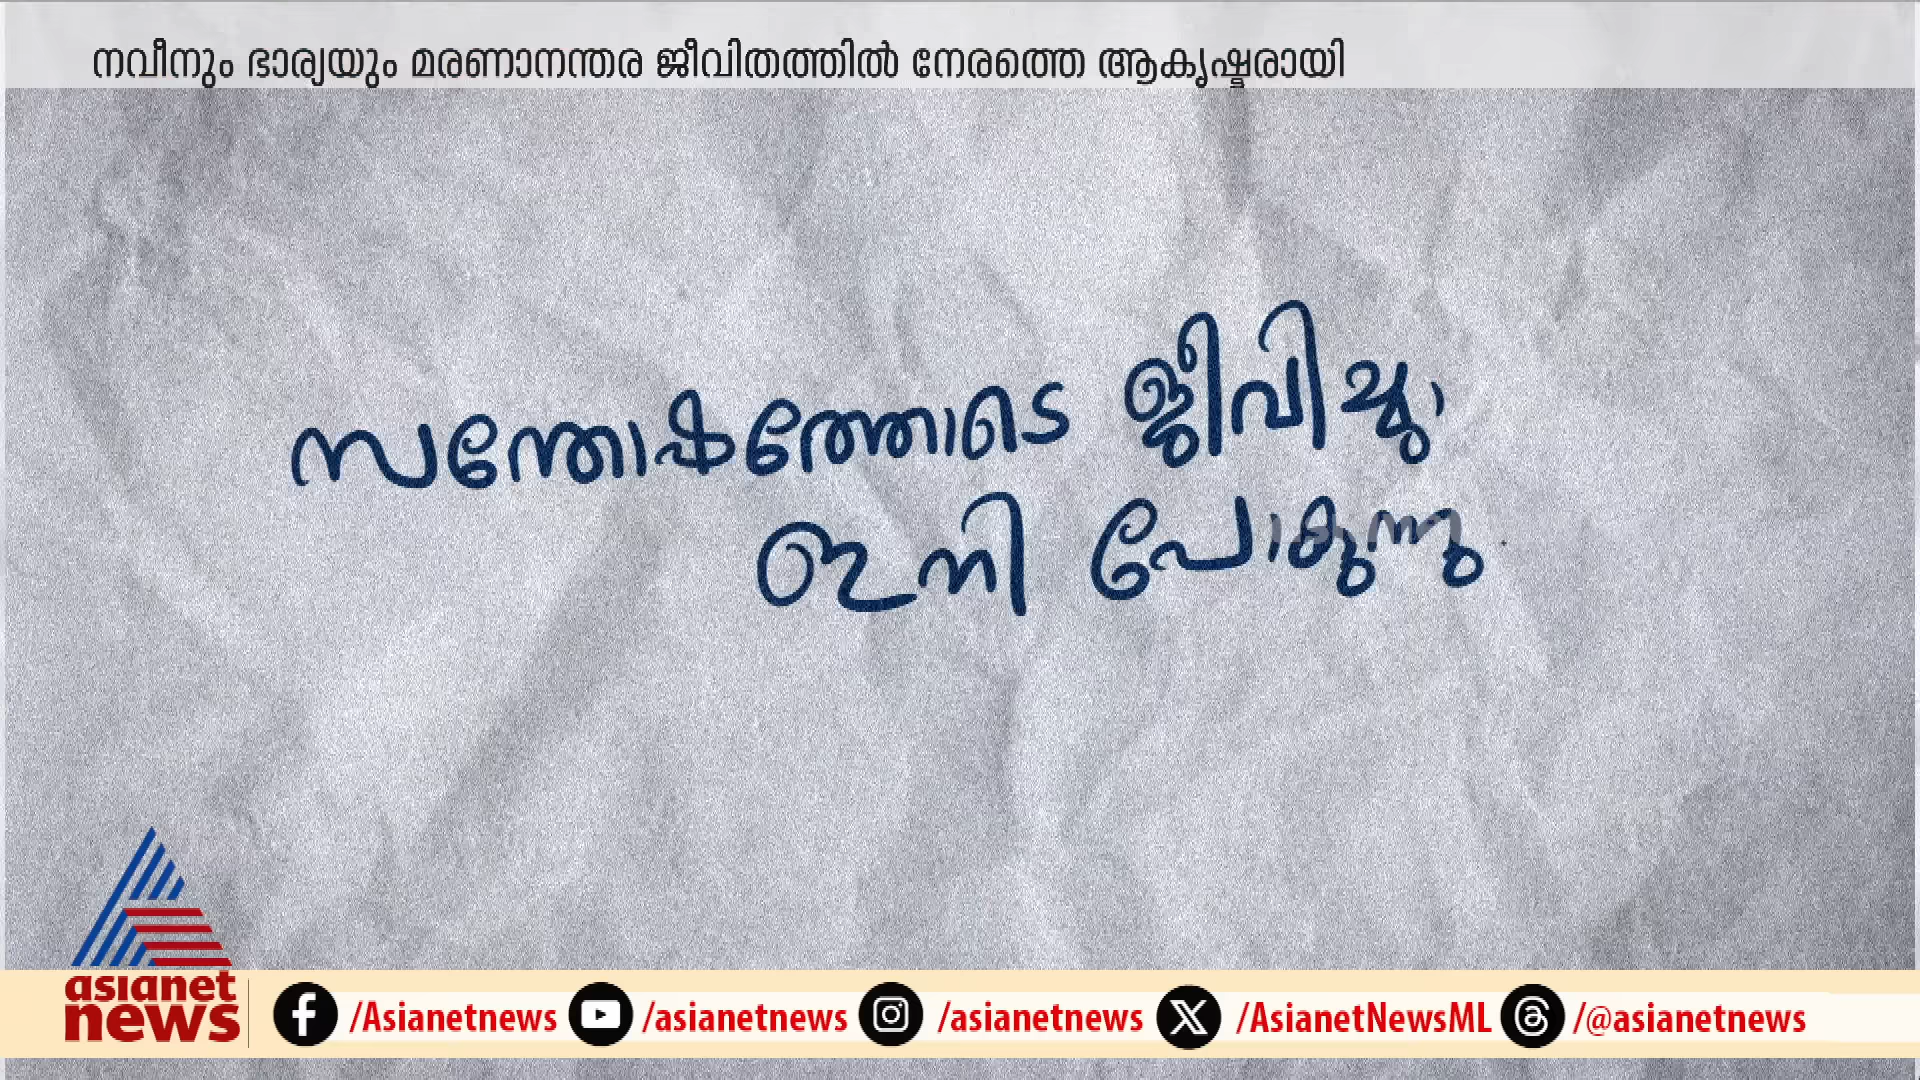 നവീനും ഭാര്യയും മരണാനന്തര ജീവിതത്തിൽ നേരത്തെ ആകൃഷ്ടരായി
സന്തോഷത്തോടെ ജീവിച്ചു,
ഇനി പോകുന്നു.
asianet
news
/Asianetnews /asianetnews /asianetnews /AsianetNewsML /@asianetnews